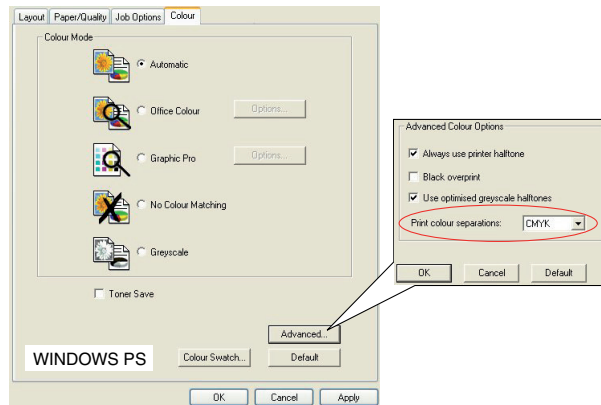 Layout Paper/Quality Job Options Colour
Colour Mode
Automatic
Office Colour Options...
Graphic Pro Options...
No Colour Matching
Greyscale
Toner Save
Advanced...
WINDOWS PS Colour Swatch... Default
OK Cancel Apply
Advanced Colour Options
Always use printer halftone
Black overprint
Use optimised greyscale halftones
Print colour separations: CMYK
OK Cancel Default